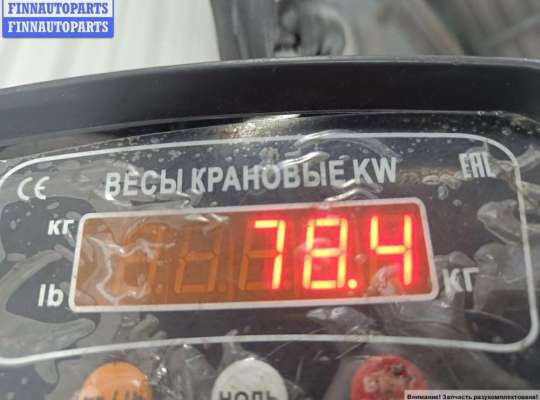 FINNAUTOPARTS
FINNAUTOPARTS
CE ВЕСЫ КРАНОВЫЕ KW EAC
кг
78.4
lb
КГ
НОЛЬ
Внимание! Запчасть разукомплектована!